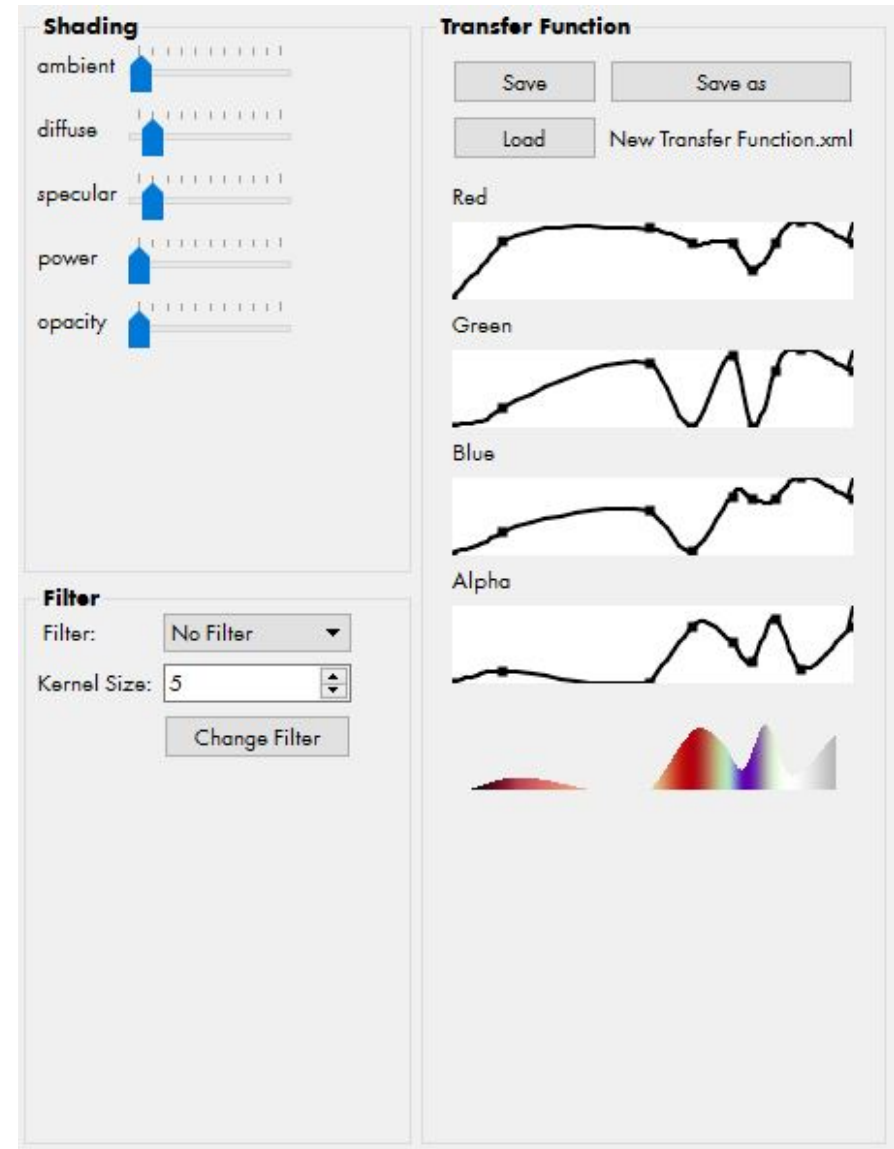 Shading
ambient
diffuse
specular
power
opacity
Filter
Filter: No Filter
Kernel Size: 5
Change Filter
Transfer Function
Save Save as
Load New Transfer Function.xml
Red
Green
Blue
Alpha